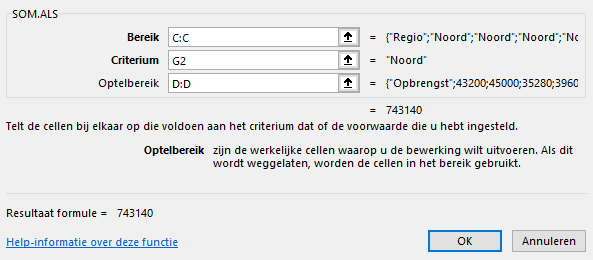 SOM.ALS
Bereik C:C = {"Regio";"Noord";"Noord";"Noord";"No
Criterium G2 = "Noord"
Optelbereik D:D = {"Opbrengst";43200;45000;35280;3960
= 743140
Telt de cellen bij elkaar op die voldoen aan het criterium dat of de voorwaarde die u hebt ingesteld.
Optelbereik zijn de werkelijke cellen waarop u de bewerking wilt uitvoeren. Als dit
wordt weggelaten, worden de cellen in het bereik gebruikt.
Resultaat formule = 743140
Help-informatie over deze functie OK Annuleren